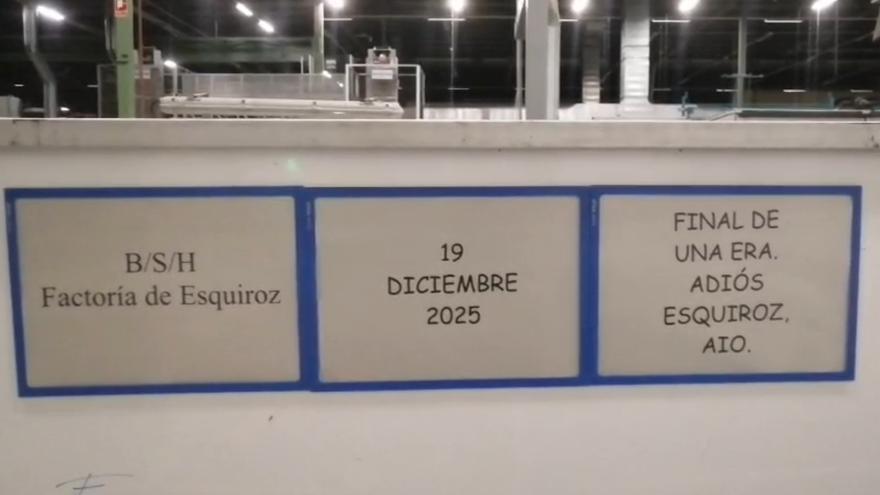 B/S/H
Factoría de Esquiroz
19
DICIEMBRE
2025
FINAL DE
UNA ERA.
ADIÓS
ESQUIROZ,
AIO.